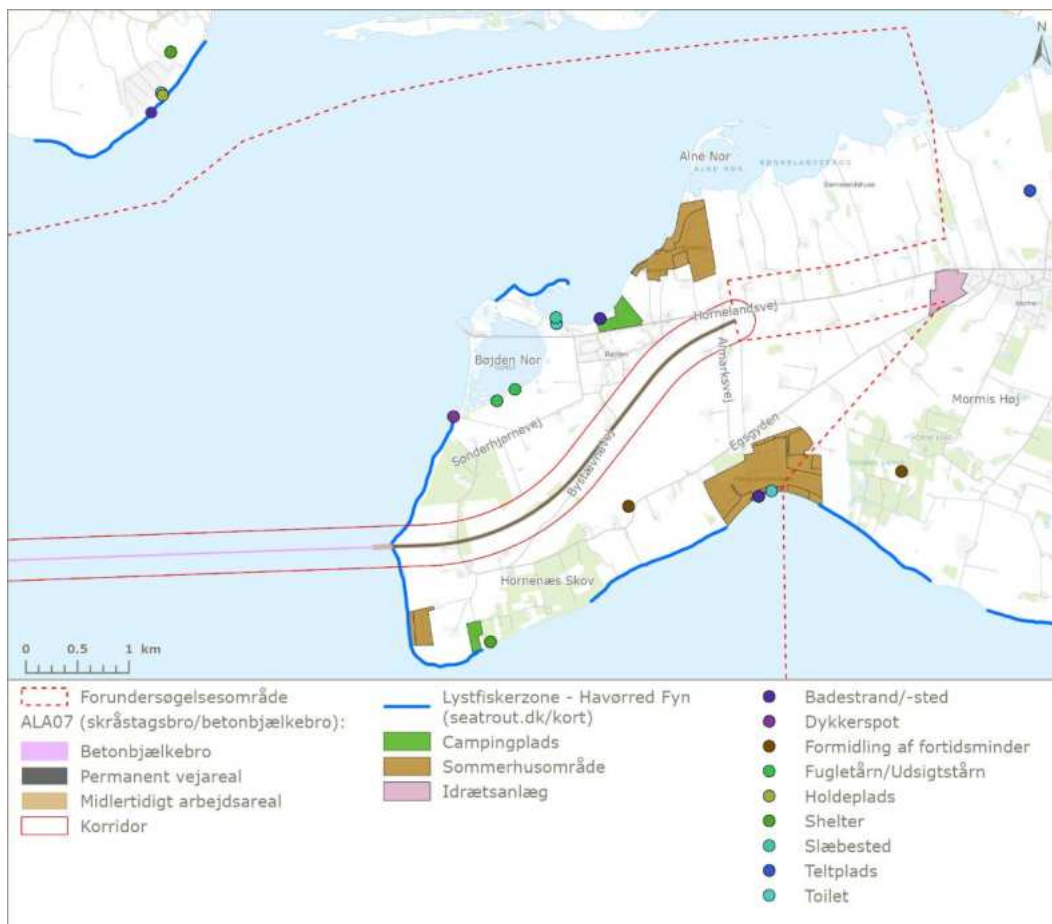 N
Alne Nor
ALNE NOR
Hornelandsvej
Bøjden Nor
Almarksvej
Mormis Høj
Sønderhjørnevej
Egsgyden
Bystævnevej
Hornenæs Skov
0 0.5 1 km
Forundersøgelsesområde
ALA07 (skråstagsbro/betonbjælkebro):
Betonbjælkebro
Permanent vejareal
Midlertidigt arbejdsareal
Korridor
Lystfiskerzone - Havørred Fyn
(seatrout.dk/kort)
Campingplads
Sommerhusområde
Idrætsanlæg
Badestrand/-sted
Dykkerspot
Formidling af fortidsminder
Fugletårn/Udsigtstårn
Holdeplads
Shelter
Slæbested
Teltplads
Toilet